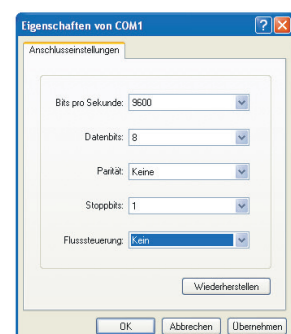 Eigenschaften von COM1
Anschlusseinstellungen
Bits pro Sekunde: 9600
Datenbits: 8
Parität: Keine
Stoppbits: 1
Flusssteuerung: Kein
Wiederherstellen
OK Abbrechen Übernehmen